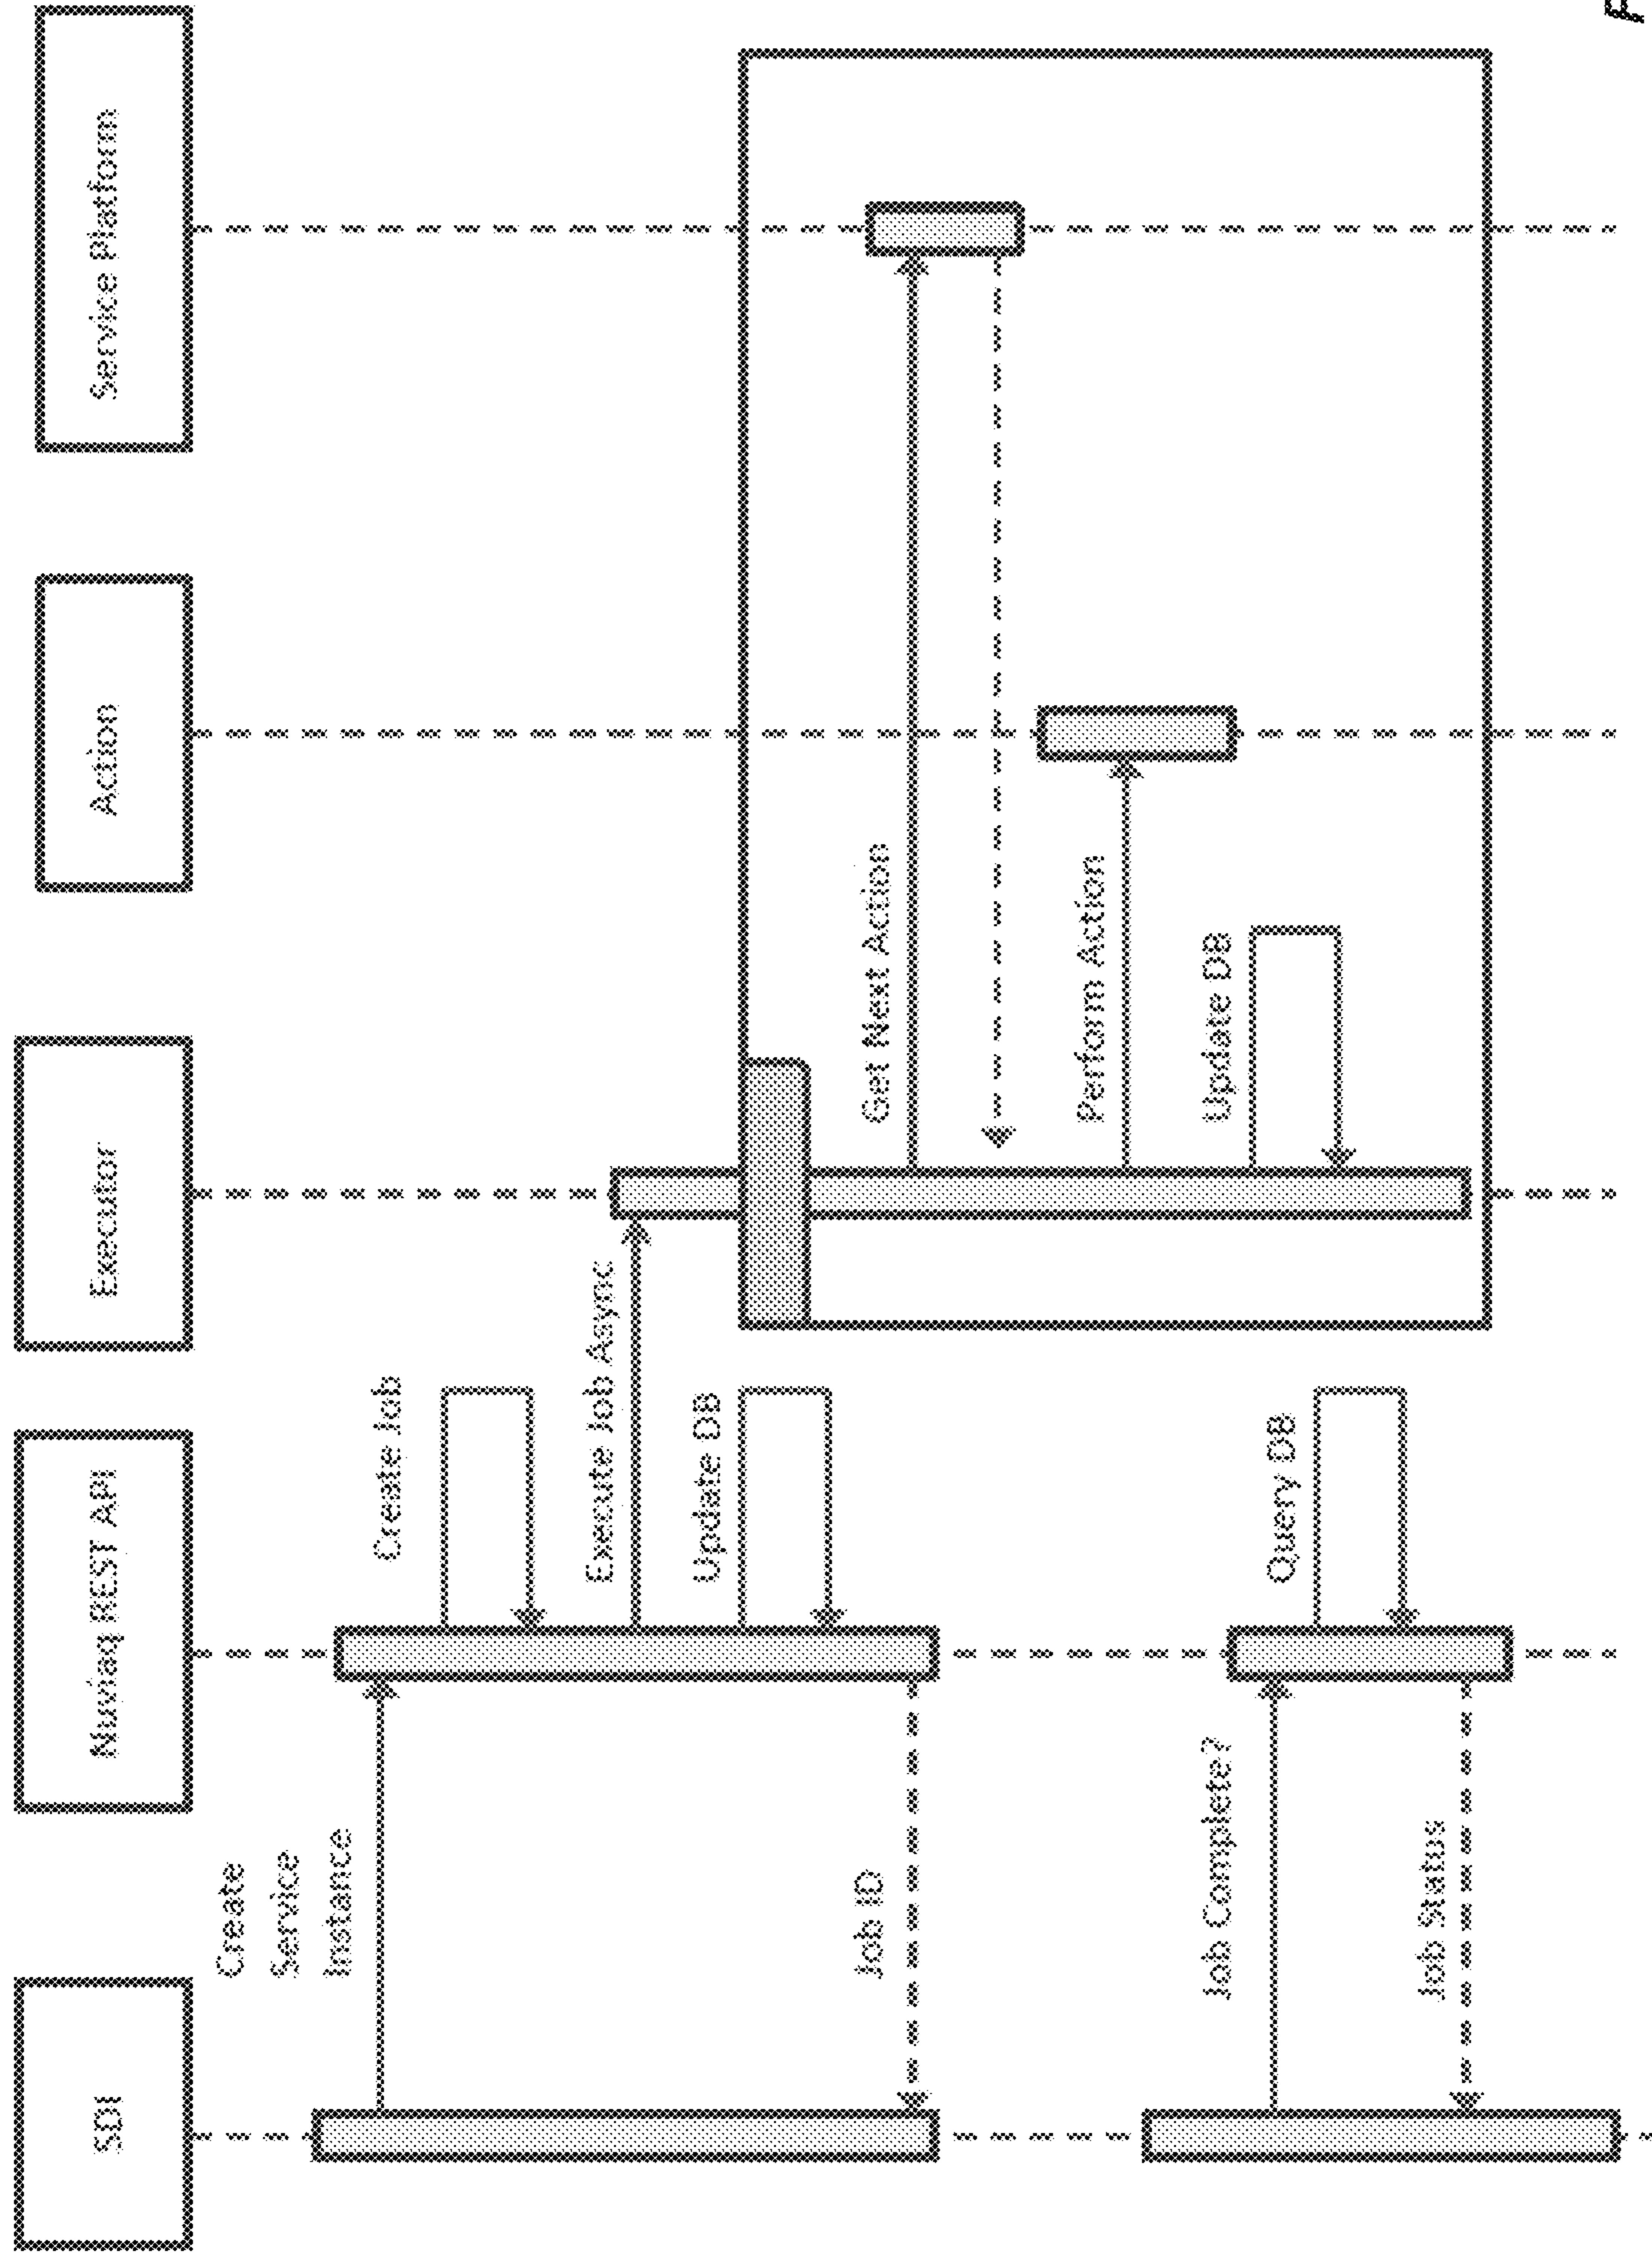 SDI
Nuviaq REST API
Executor
Action
Service Platform
Create
Service
Instance
Create Job
Execute Job Async
Update DB
Job ID
Get Next Action
Perform Action
Update DB
Job Complete?
Query DB
Job Status